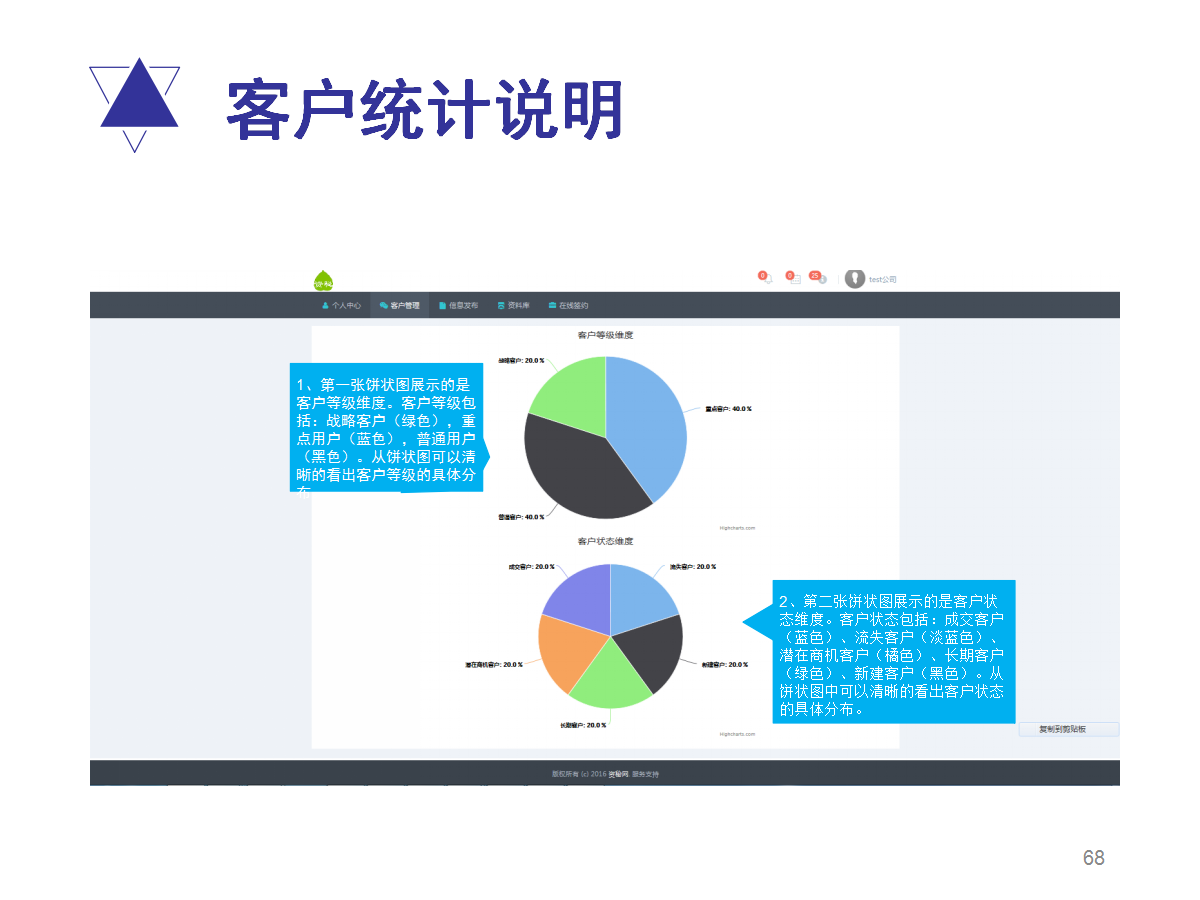 客户统计说明
资秘
0
0
25
test公司
个人中心
客户管理
信息发布
资料库
在线签约
客户等级维度
战略客户: 20.0 %
重点客户: 40.0 %
普通客户: 40.0 %
Highcharts.com
1、第一张饼状图展示的是
客户等级维度。客户等级包
括：战略客户（绿色），重
点用户（蓝色），普通用户
（黑色）。从饼状图可以清
晰的看出客户等级的具体分
布
客户状态维度
成交客户: 20.0 %
流失客户: 20.0 %
潜在商机客户: 20.0 %
新建客户: 20.0 %
长期客户: 20.0 %
Highcharts.com
2、第二张饼状图展示的是客户状
态维度。客户状态包括：成交客户
（蓝色）、流失客户（淡蓝色）、
潜在商机客户（橘色）、长期客户
（绿色）、新建客户（黑色）。从
饼状图中可以清晰的看出客户状态
的具体分布。
复制到剪贴板
版权所有 (c) 2016 资秘网. 服务支持
68